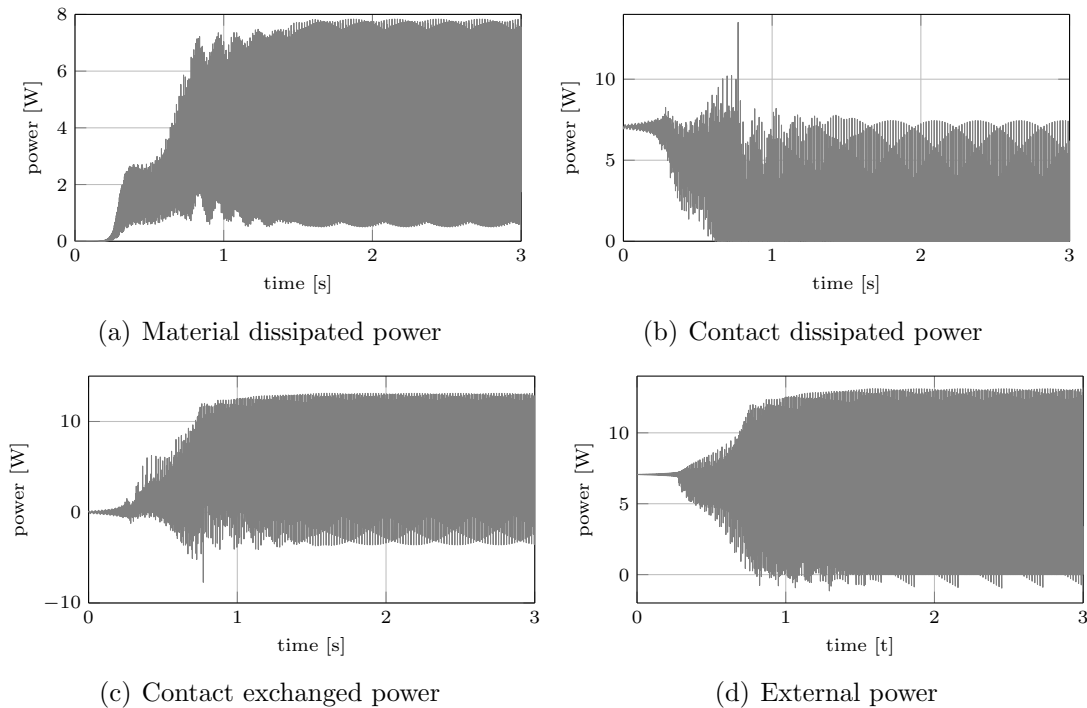 8
6
4
2
0
0
1
2
3
power [W]
time [s]
(a) Material dissipated power
10
5
0
0
1
2
3
power [W]
time [s]
(b) Contact dissipated power
10
0
−10
0
1
2
3
power [W]
time [s]
(c) Contact exchanged power
10
5
0
0
1
2
3
power [W]
time [t]
(d) External power